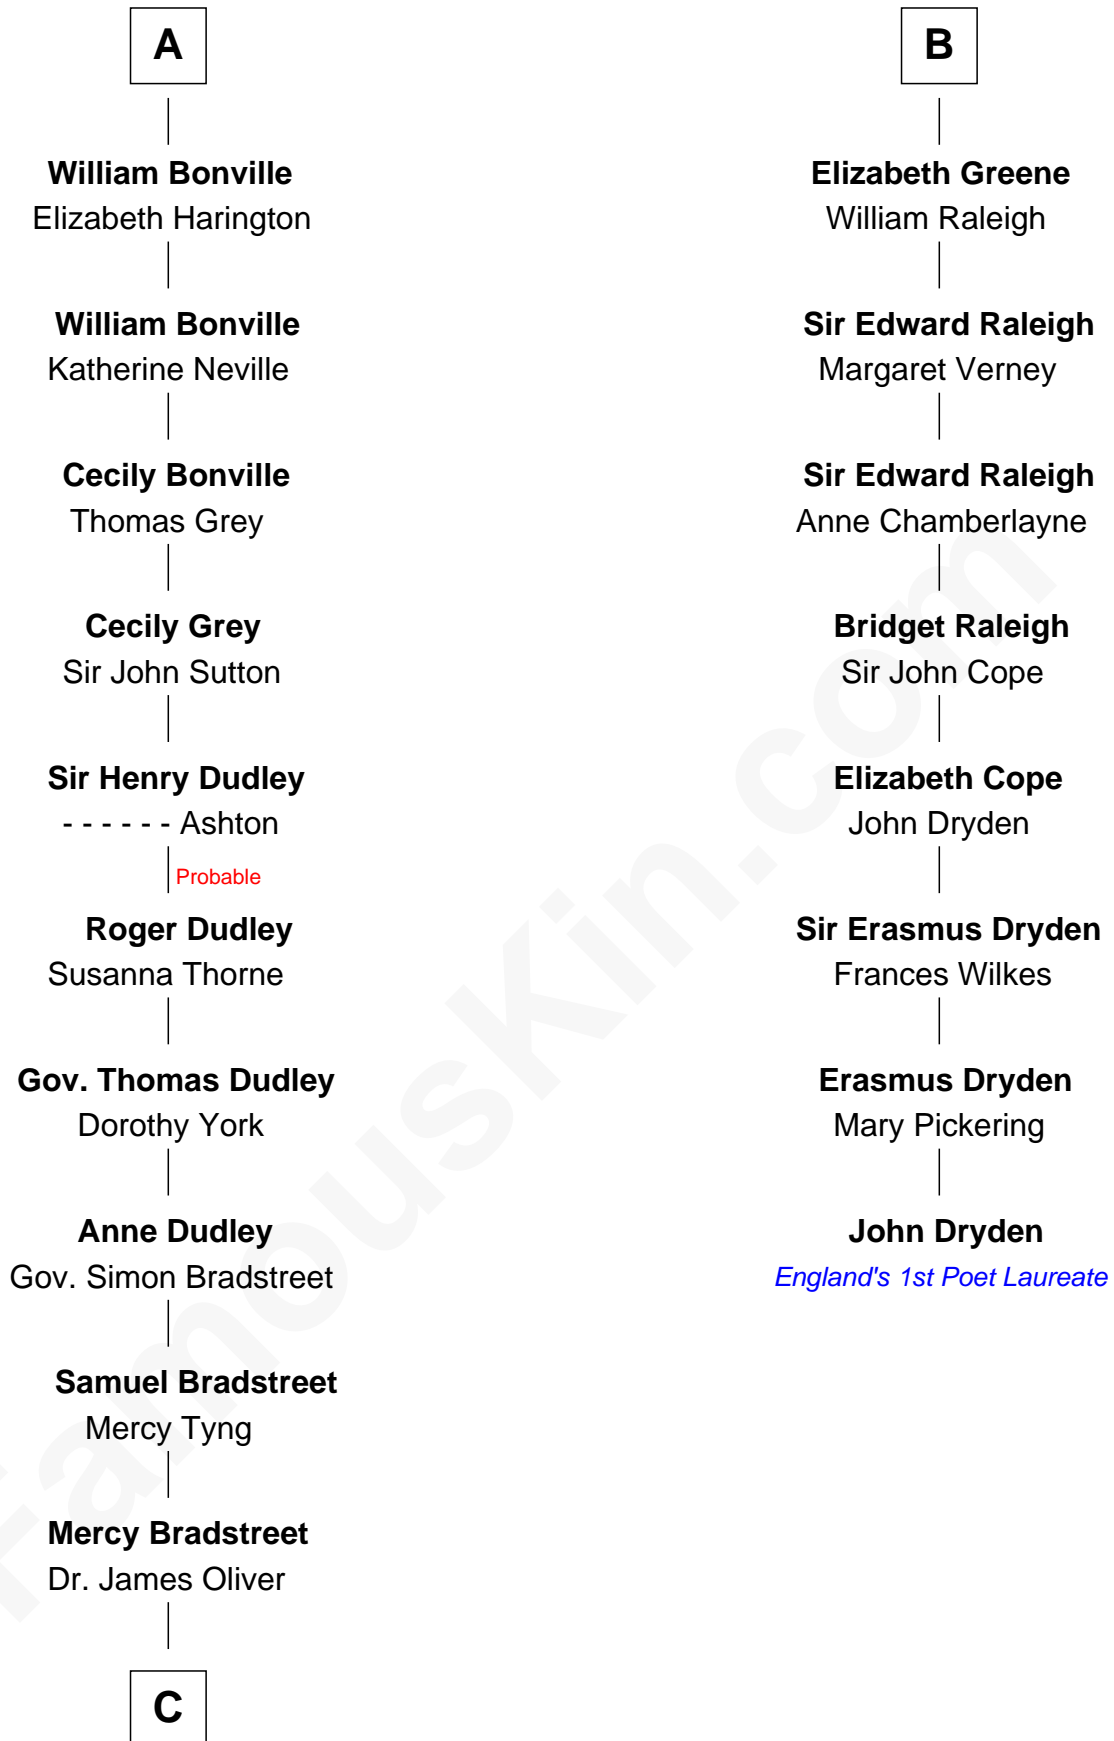 A
William Bonville
Elizabeth Harington
William Bonville
Katherine Neville
Cecily Bonville
Thomas Grey
Cecily Grey
Sir John Sutton
Sir Henry Dudley
- - - - - - Ashton
Probable
Roger Dudley
Susanna Thorne
Gov. Thomas Dudley
Dorothy York
Anne Dudley
Gov. Simon Bradstreet
Samuel Bradstreet
Mercy Tyng
Mercy Bradstreet
Dr. James Oliver
C
B
Elizabeth Greene
William Raleigh
Sir Edward Raleigh
Margaret Verney
Sir Edward Raleigh
Anne Chamberlayne
Bridget Raleigh
Sir John Cope
Elizabeth Cope
John Dryden
Sir Erasmus Dryden
Frances Wilkes
Erasmus Dryden
Mary Pickering
John Dryden
England's 1st Poet Laureate
FamousKin.com